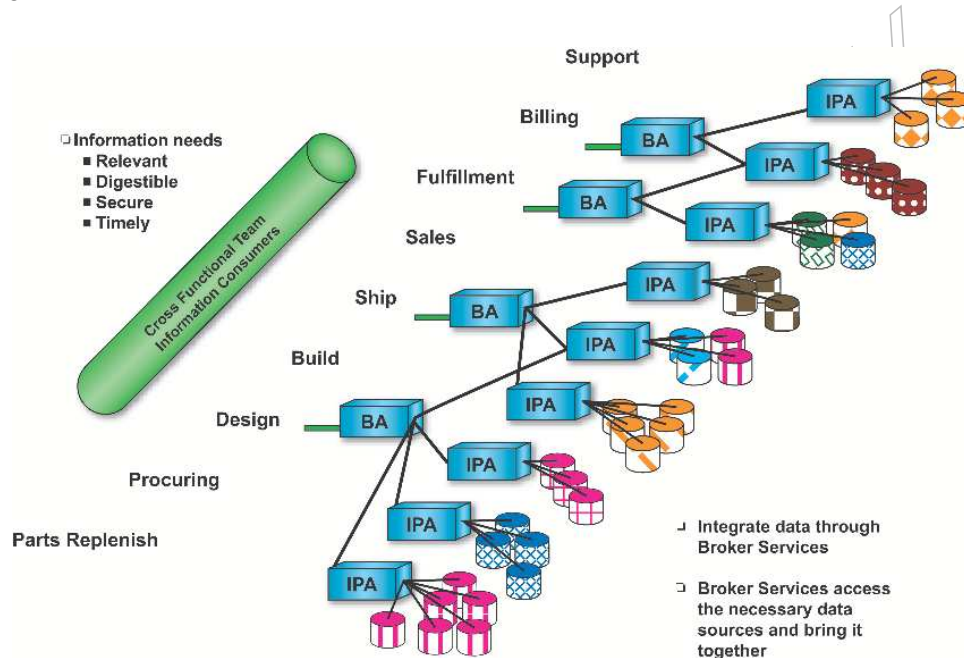 Support
Billing
Fulfillment
Sales
Ship
Build
Design
Procuring
Parts Replenish
Information needs
Relevant
Digestible
Secure
Timely
Cross Functional Team
Information Consumers
IPA
BA
IPA
BA
IPA
IPA
BA
IPA
IPA
BA
IPA
IPA
IPA
Integrate data through
Broker Services
Broker Services access
the necessary data
sources and bring it
together